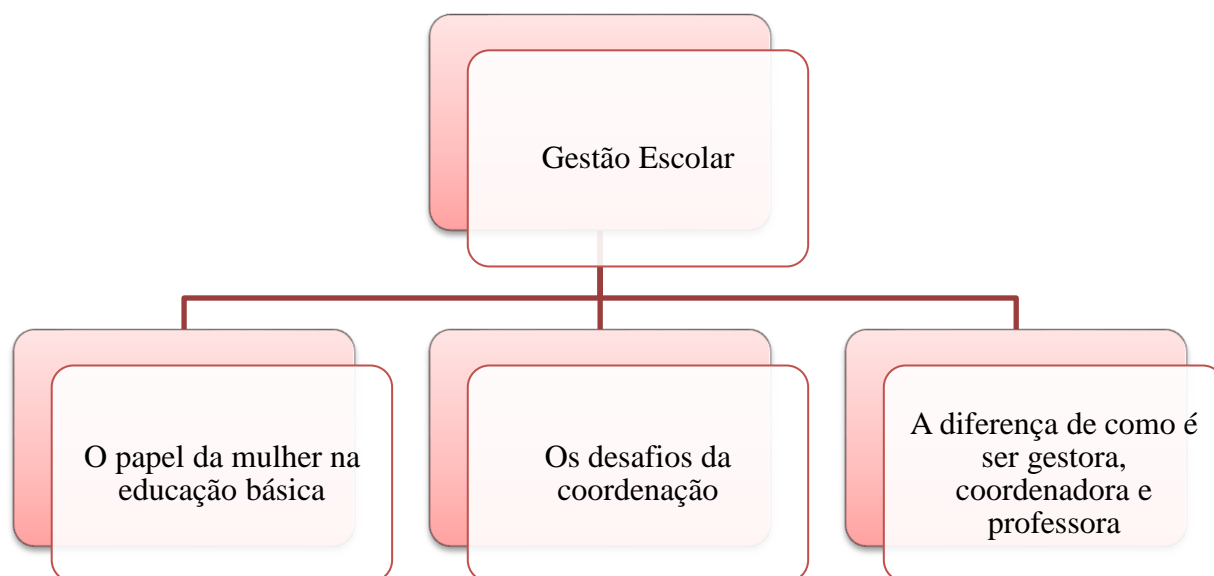 Gestão Escolar
O papel da mulher na
educação básica
Os desafios da
coordenação
A diferença de como é
ser gestora,
coordenadora e
professora